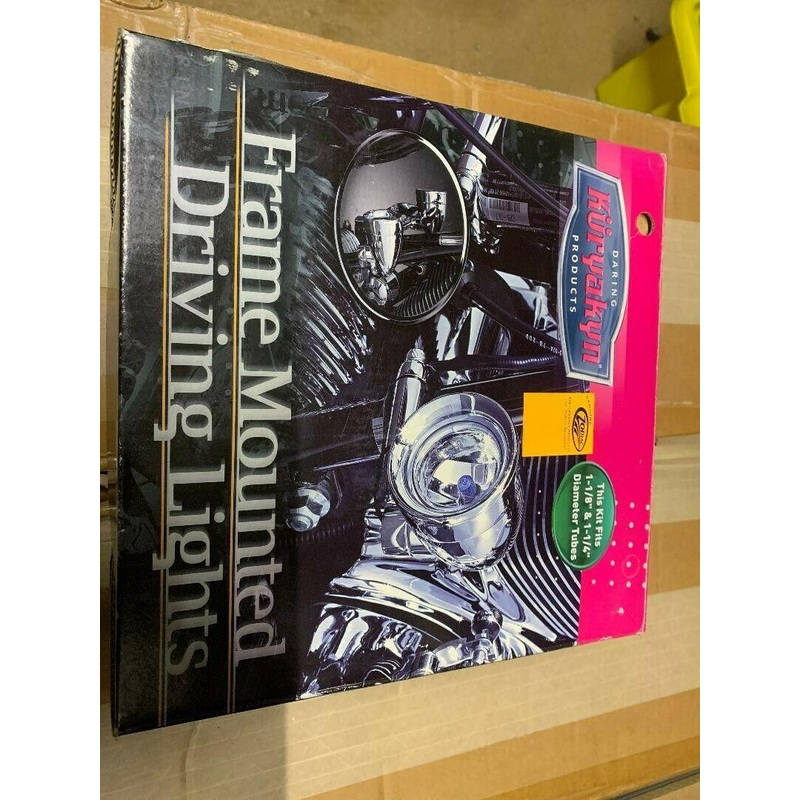 DARING
Küryakyn®
PRODUCTS
This Kit Fits
1-1/8" & 1-1/4"
Diameter Tubes
Frame Mounted
Driving Lights